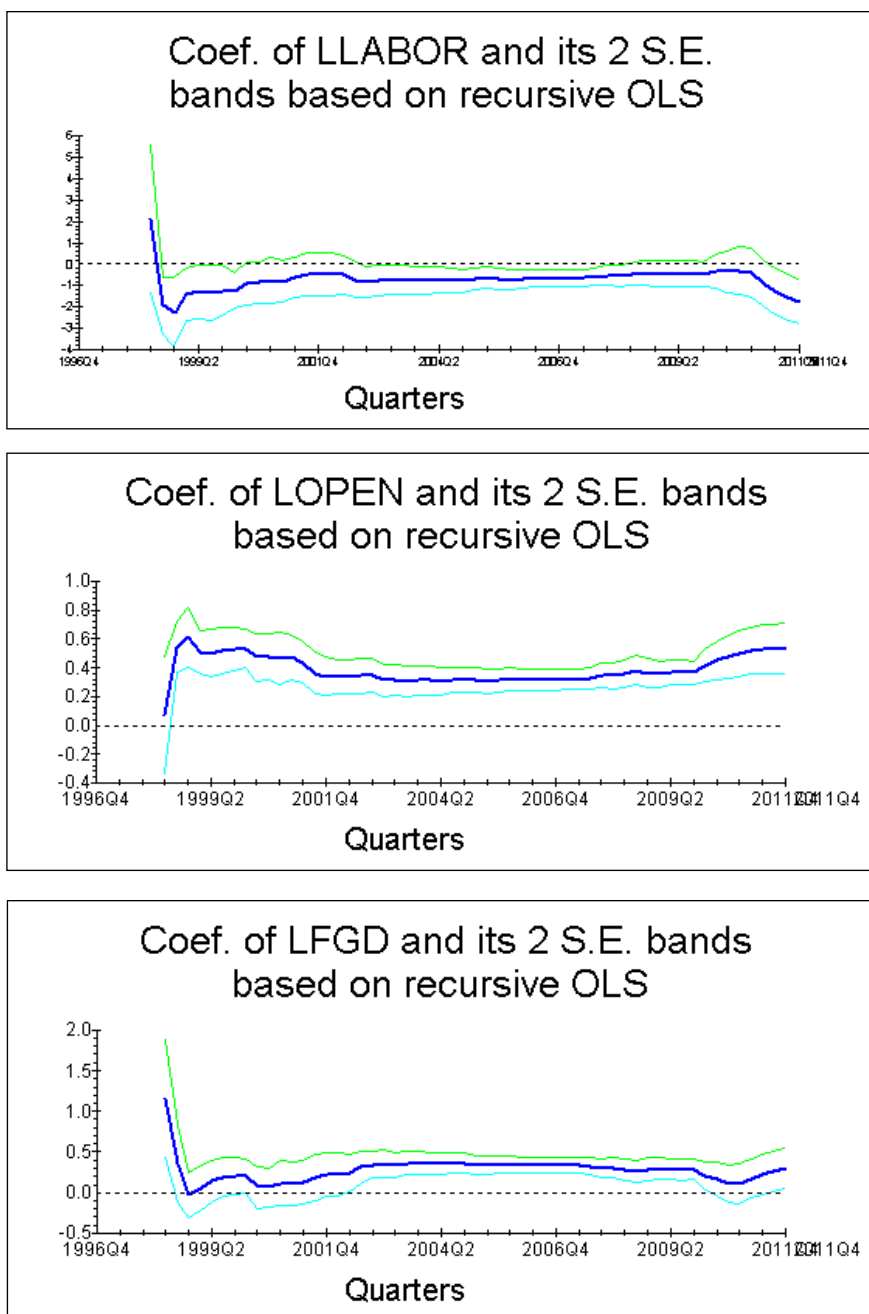 Coef. of LLABOR and its 2 S.E.
bands based on recursive OLS
6
5
4
3
2
1
0
-1
-2
-3
-4
1996Q4 1999Q2 2001Q4 2004Q2 2006Q4 2009Q2 2011Q4
Quarters
Coef. of LOPEN and its 2 S.E. bands
based on recursive OLS
1.0
0.8
0.6
0.4
0.2
0.0
-0.2
-0.4
1996Q4 1999Q2 2001Q4 2004Q2 2006Q4 2009Q2 2011Q4
Quarters
Coef. of LFGD and its 2 S.E. bands
based on recursive OLS
2.0
1.5
1.0
0.5
0.0
-0.5
1996Q4 1999Q2 2001Q4 2004Q2 2006Q4 2009Q2 2011Q4
Quarters